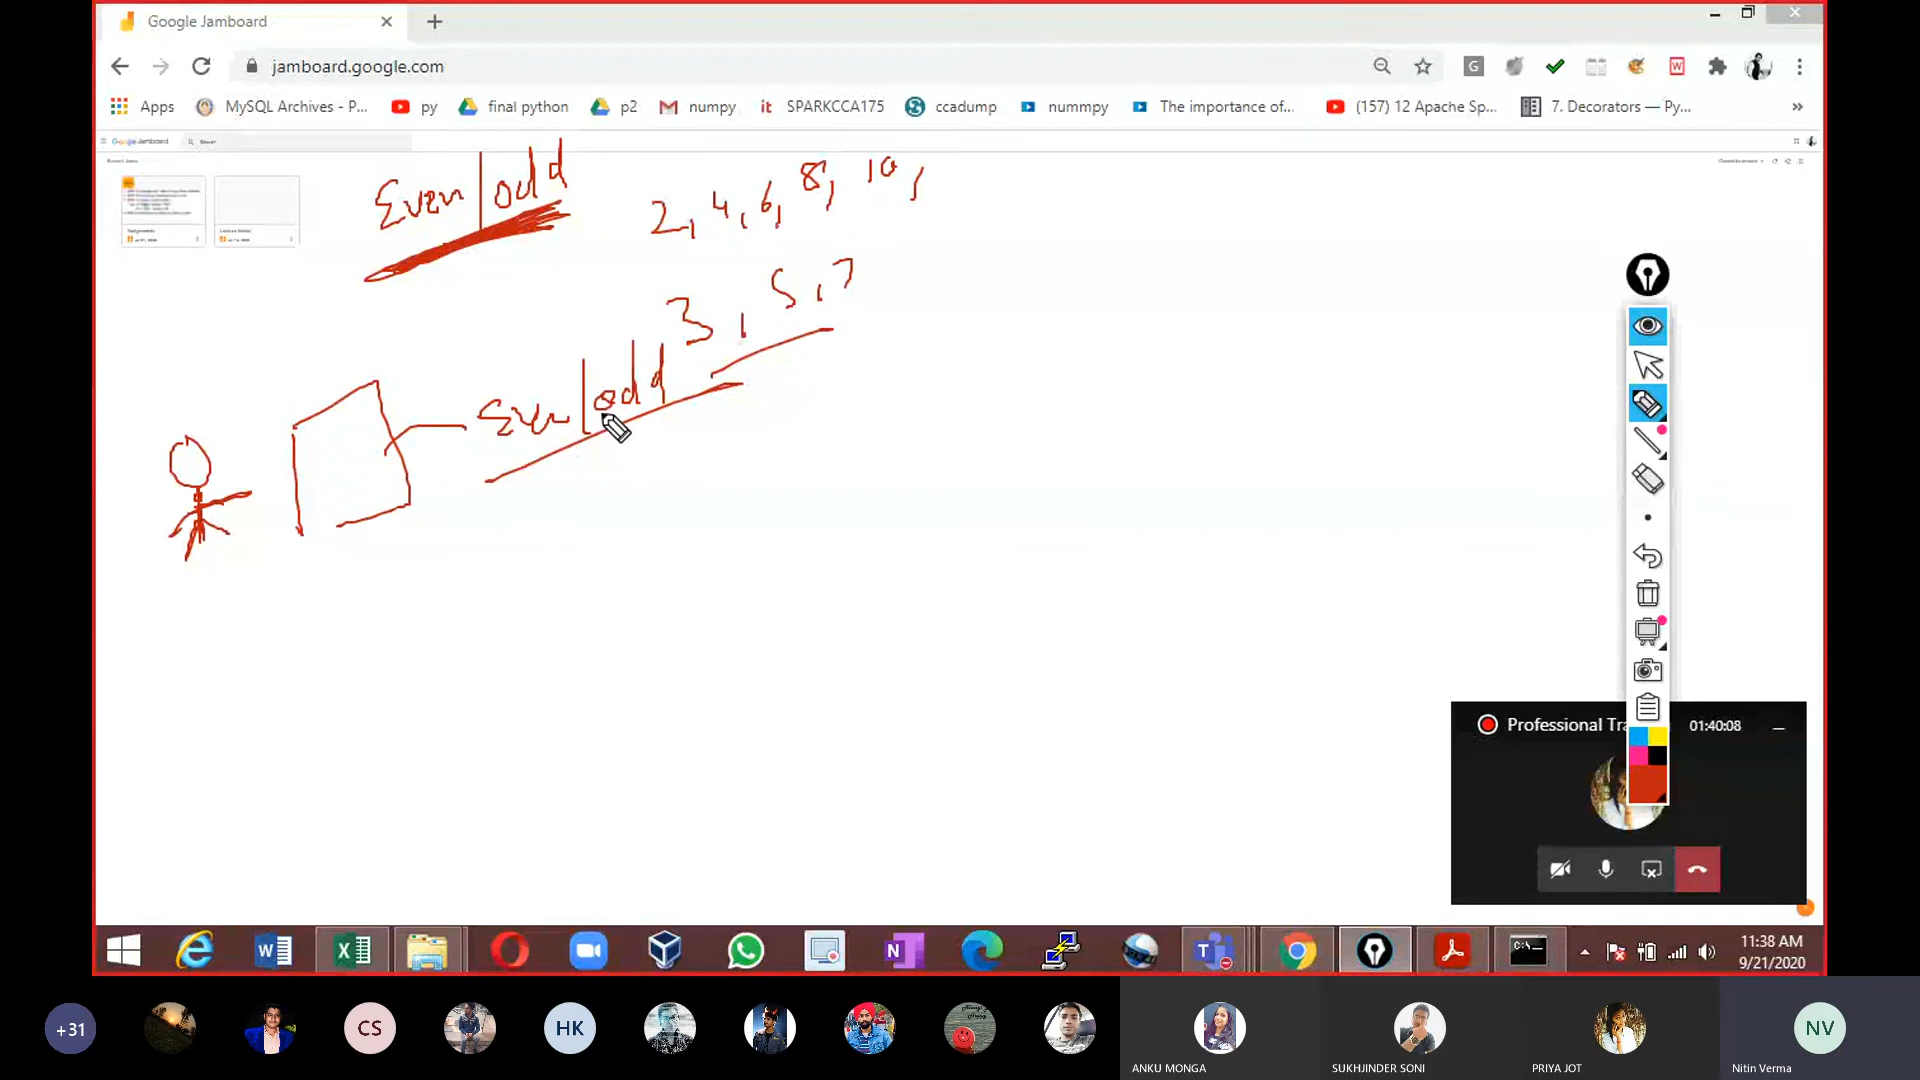 Google Jamboard
jamboard.google.com
Apps MySQL Archives - P... py final python p2 numpy SPARKCCA175 ccadump nummpy The importance of... (157) 12 Apache Sp... 7. Decorators — Py... »
Google Jamboard
Even|odd 2, 4, 6, 8, 10,
3, 5, 7
Even|odd
Professional Tra 01:40:08
11:38 AM
9/21/2020
+31 CS HK NV
ANKU MONGA SUKHJINDER SONI PRIYA JOT Nitin Verma